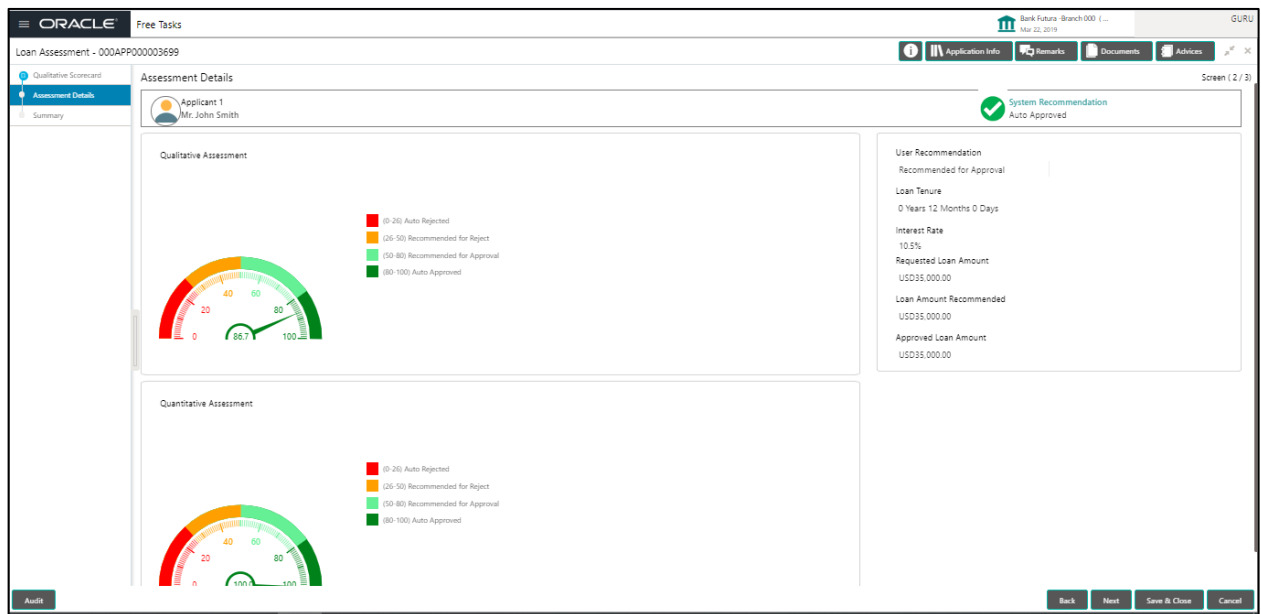 ORACLE
Free Tasks
Bank Futura -Branch 000 ( ...
Mar 22, 2019
GURU
Loan Assessment - 000APP000003699
Application Info
Remarks
Documents
Advices
Qualitative Scorecard
Assessment Details
Summary
Assessment Details
Screen ( 2 / 3)
Applicant 1
Mr. John Smith
System Recommendation
Auto Approved
Qualitative Assessment
(0-26) Auto Rejected
(26-50) Recommended for Reject
(50-80) Recommended for Approval
(80-100) Auto Approved
0
20
40
60
80
100
86.7
User Recommendation
Recommended for Approval
Loan Tenure
0 Years 12 Months 0 Days
Interest Rate
10.5%
Requested Loan Amount
USD35,000.00
Loan Amount Recommended
USD35,000.00
Approved Loan Amount
USD35,000.00
Quantitative Assessment
(0-26) Auto Rejected
(26-50) Recommended for Reject
(50-80) Recommended for Approval
(80-100) Auto Approved
0
20
40
60
80
100
100.0
Audit
Back
Next
Save & Close
Cancel